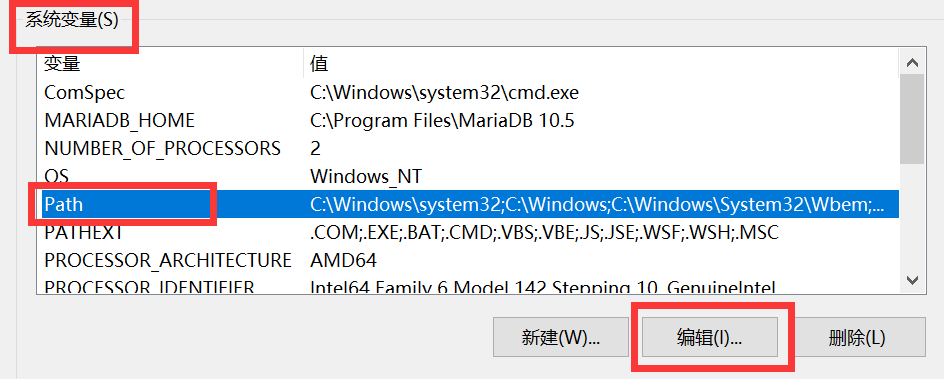 系统变量(S)
变量 值
ComSpec C:\Windows\system32\cmd.exe
MARIADB_HOME C:\Program Files\MariaDB 10.5
NUMBER_OF_PROCESSORS 2
OS Windows_NT
Path C:\Windows\system32;C:\Windows;C:\Windows\System32\Wbem;...
PATHEXT .COM;.EXE;.BAT;.CMD;.VBS;.VBE;.JS;.JSE;.WSF;.WSH;.MSC
PROCESSOR_ARCHITECTURE AMD64
PROCESSOR_IDENTIFIER Intel64 Family 6 Model 142 Stepping 10, GenuineIntel
新建(W)... 编辑(I)... 删除(L)